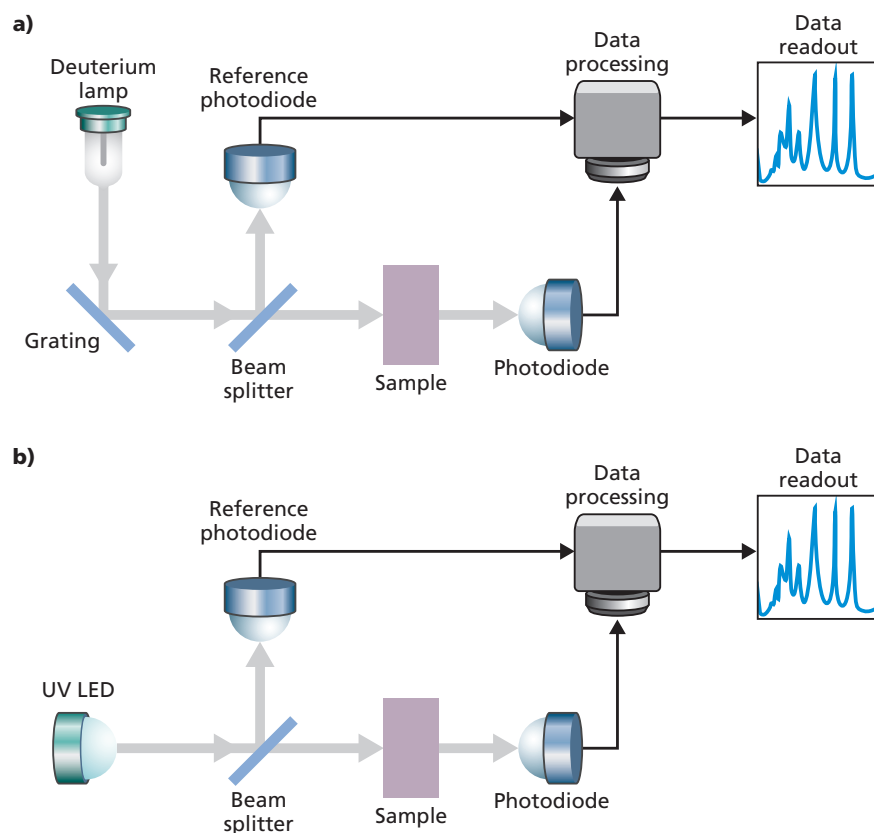 a)
Deuterium
lamp
Reference
photodiode
Data
processing
Data
readout
Grating
Beam
splitter
Sample
Photodiode
b)
Reference
photodiode
Data
processing
Data
readout
UV LED
Beam
splitter
Sample
Photodiode